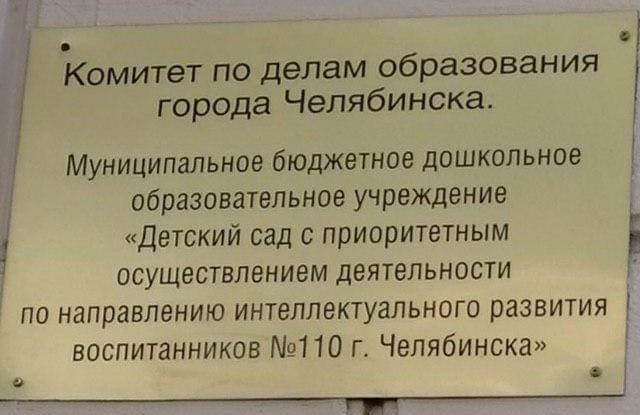 Комитет по делам образования
города Челябинска.
Муниципальное бюджетное дошкольное
образовательное учреждение
«Детский сад с приоритетным
осуществлением деятельности
по направлению интеллектуального развития
воспитанников №110 г. Челябинска»